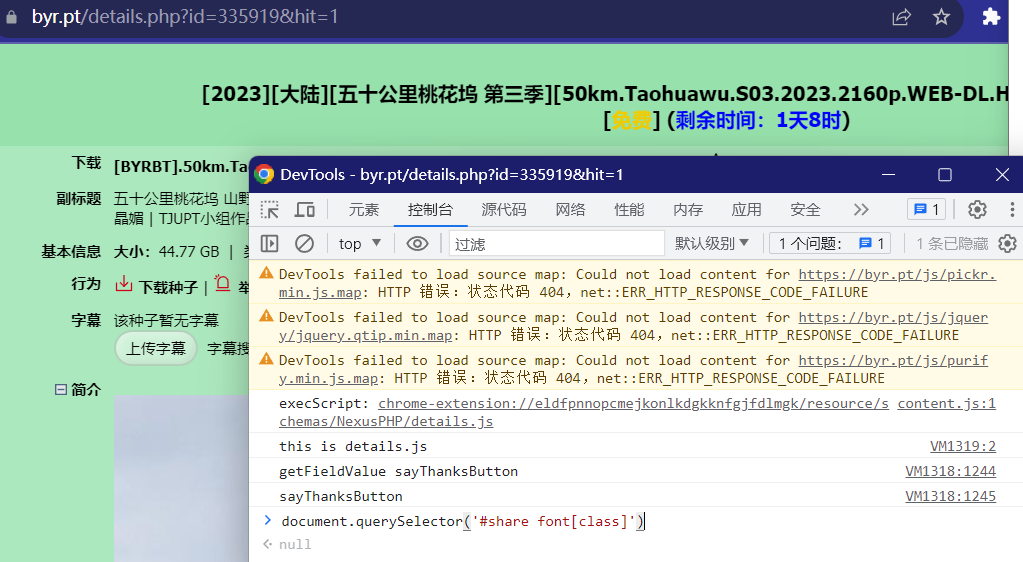 byr.pt/details.php?id=335919&hit=1
[2023][大陆][五十公里桃花坞 第三季][50km.Taohuawu.S03.2023.2160p.WEB-DL.H
[免费] (剩余时间：1天8时)
下载 [BYRBT].50km.Ta
副标题 五十公里桃花坞 山野
晶媚 | TJUPT小组作品
基本信息 大小: 44.77 GB |
行为 下载种子 |
字幕 该种子暂无字幕
上传字幕 字幕搜
简介
DevTools - byr.pt/details.php?id=335919&hit=1
元素 控制台 源代码 网络 性能 内存 应用 安全 1
top 过滤 默认级别 1 个问题： 1 1 条已隐藏
DevTools failed to load source map: Could not load content for https://byr.pt/js/pickr.
min.js.map: HTTP 错误：状态代码 404，net::ERR_HTTP_RESPONSE_CODE_FAILURE
DevTools failed to load source map: Could not load content for https://byr.pt/js/jquer
y/jquery.qtip.min.map: HTTP 错误：状态代码 404，net::ERR_HTTP_RESPONSE_CODE_FAILURE
DevTools failed to load source map: Could not load content for https://byr.pt/js/purif
y.min.js.map: HTTP 错误：状态代码 404，net::ERR_HTTP_RESPONSE_CODE_FAILURE
execScript: chrome-extension://eldfpnnopcmejkonlkdgkknfgjfdlmgk/resource/s content.js:1
chemas/NexusPHP/details.js
this is details.js VM1319:2
getFieldValue sayThanksButton VM1318:1244
sayThanksButton VM1318:1245
document.querySelector('#share font[class]')
null